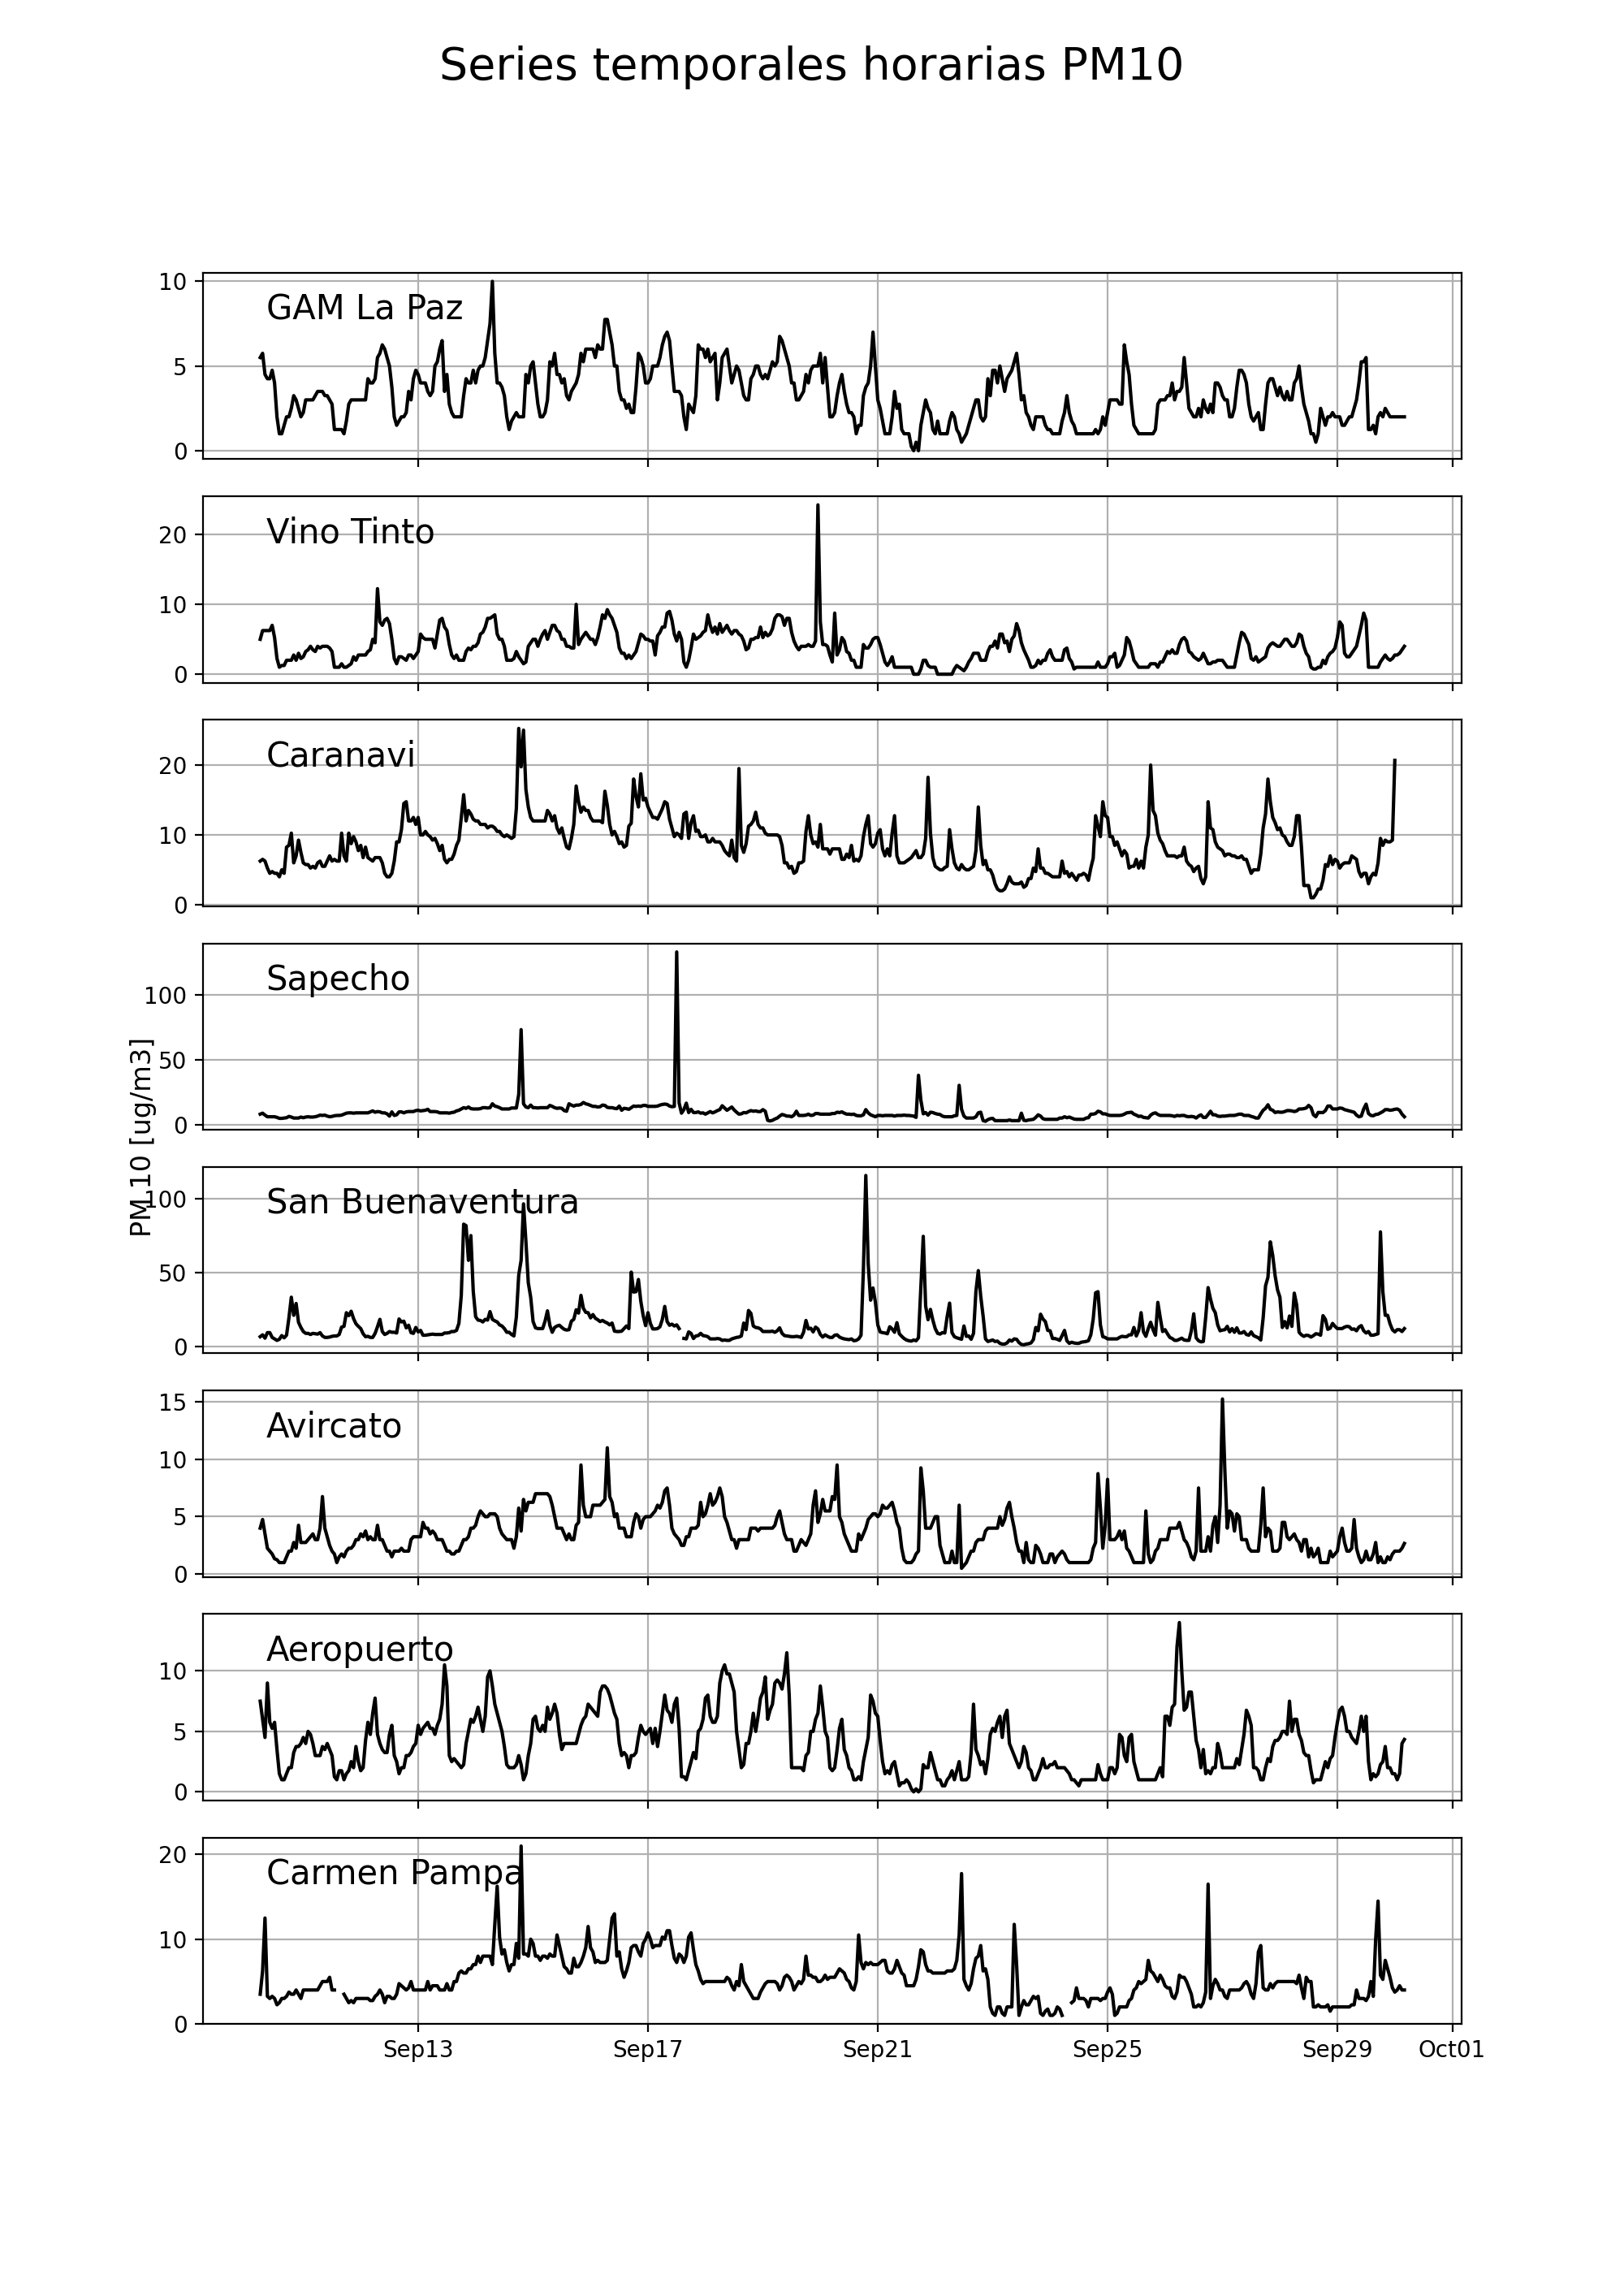 Series temporales horarias PM10
10
GAM La Paz
5
0
Vino Tinto
20
10
0
Caranavi
20
10
0
Sapecho
100
50
0
PM 10 [ug/m3]
San Buenaventura
100
50
0
15
Avircato
10
5
0
Aeropuerto
10
5
0
20
Carmen Pampa
10
0
Sep13 Sep17 Sep21 Sep25 Sep29 Oct01